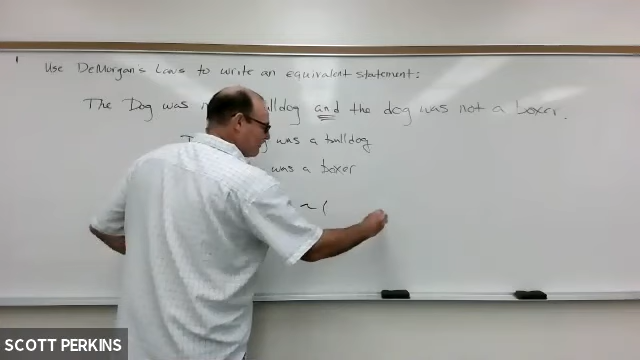 Use DeMorgan's Laws to write an equivalent statement:
The Dog was bulldog and the dog was not a boxer.
was a bulldog
was a boxer
~(
SCOTT PERKINS